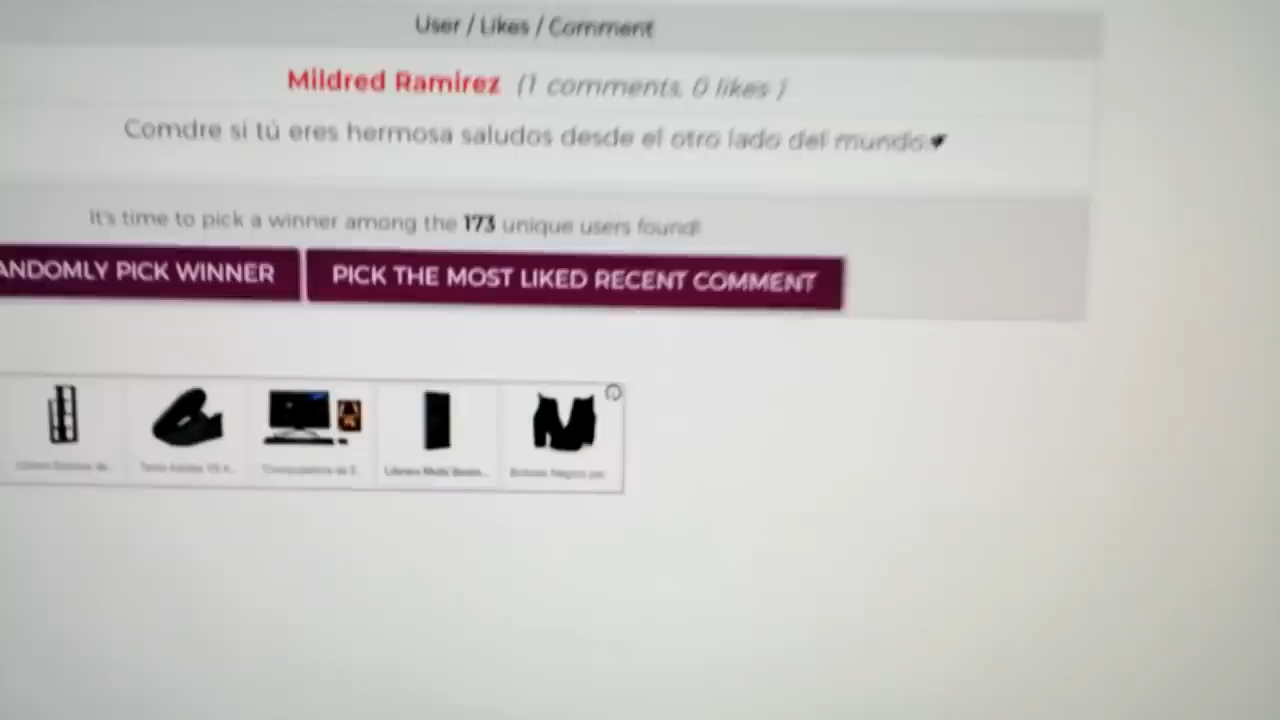 User / Likes / Comment
Mildred Ramirez (1 comments, 0 likes )
Comdre si tú eres hermosa saludos desde el otro lado del mundo
It's time to pick a winner among the 173 unique users found!
ANDOMLY PICK WINNER
PICK THE MOST LIKED RECENT COMMENT